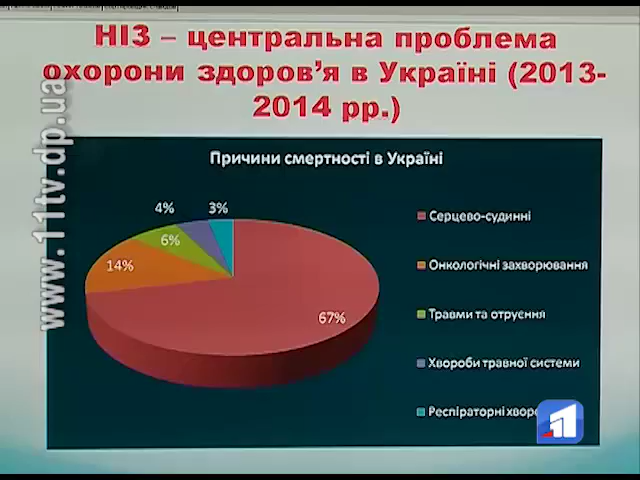 НІЗ – центральна проблема
охорони здоров’я в Україні (2013-
2014 рр.)
Причини смертності в Україні
4%
3%
6%
14%
67%
Серцево-судинні
Онкологічні захворювання
Травми та отруєння
Хвороби травної системи
Респіраторні
www.11tv.dp.ua